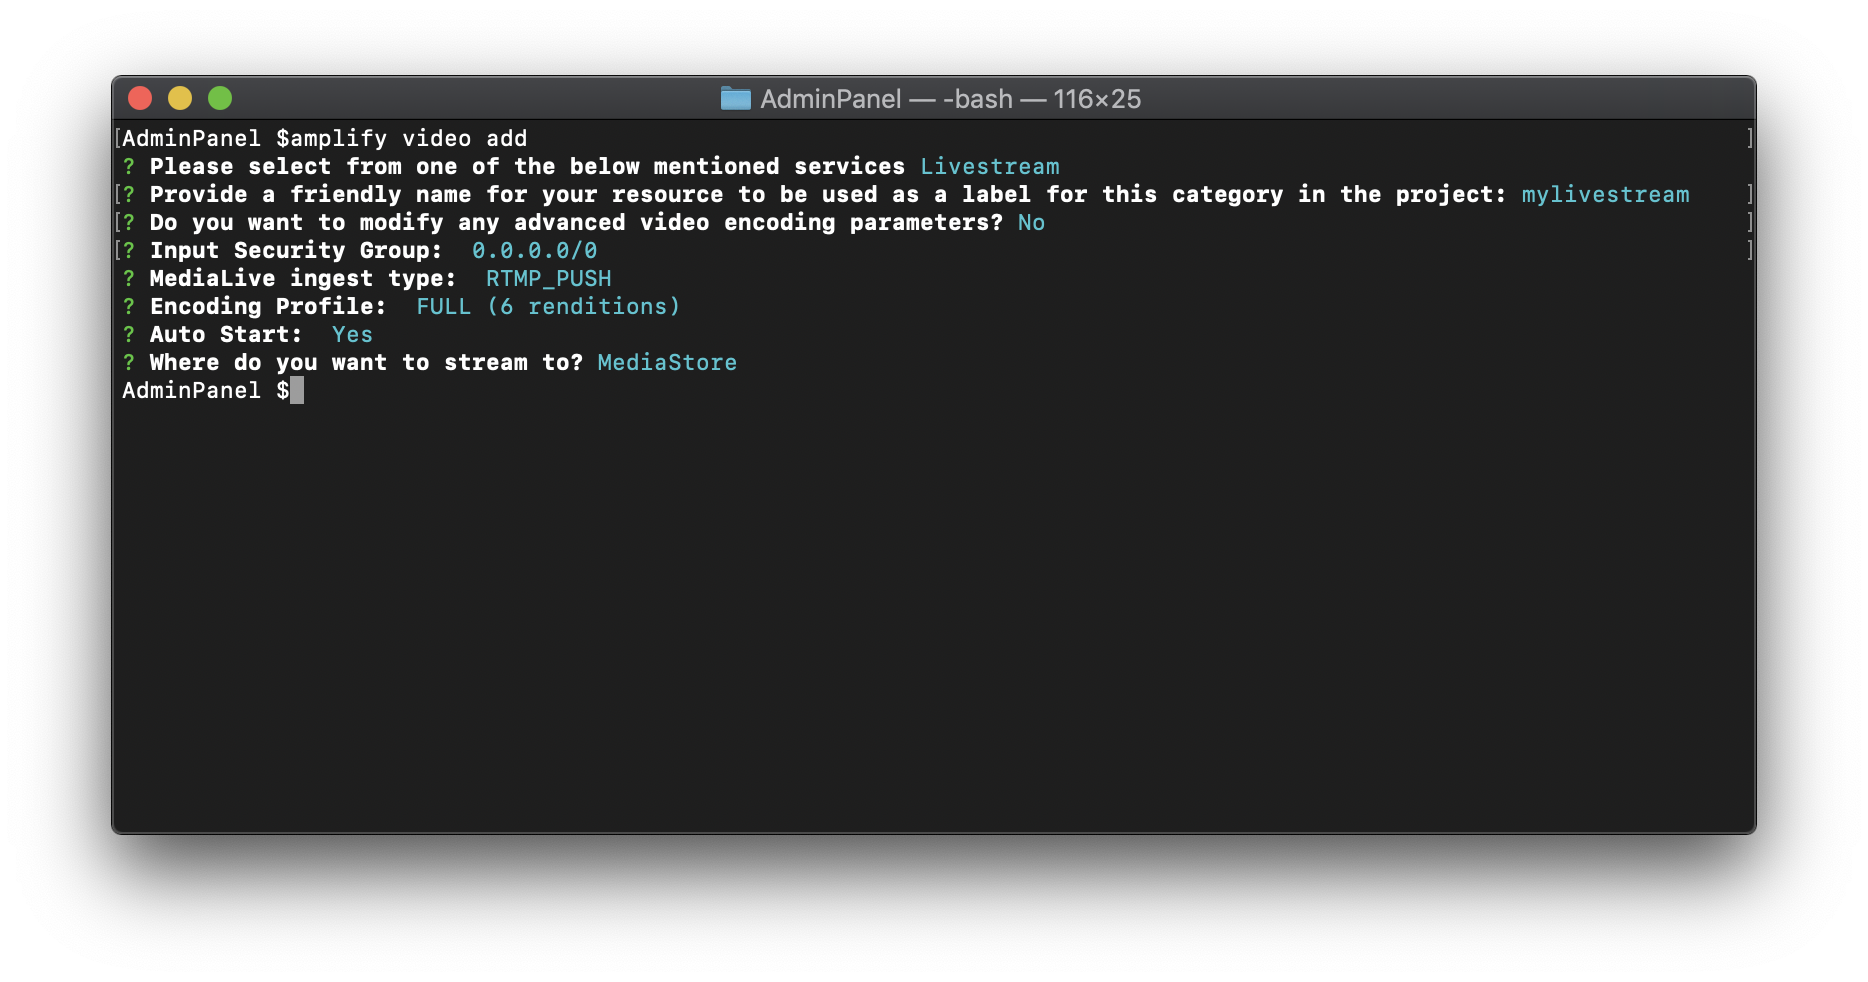 AdminPanel — -bash — 116×25
[AdminPanel $amplify video add ]
? Please select from one of the below mentioned services Livestream
[? Provide a friendly name for your resource to be used as a label for this category in the project: mylivestream ]
[? Do you want to modify any advanced video encoding parameters? No ]
[? Input Security Group:  0.0.0.0/0 ]
? MediaLive ingest type:  RTMP_PUSH
? Encoding Profile:  FULL (6 renditions)
? Auto Start:  Yes
? Where do you want to stream to? MediaStore
AdminPanel $